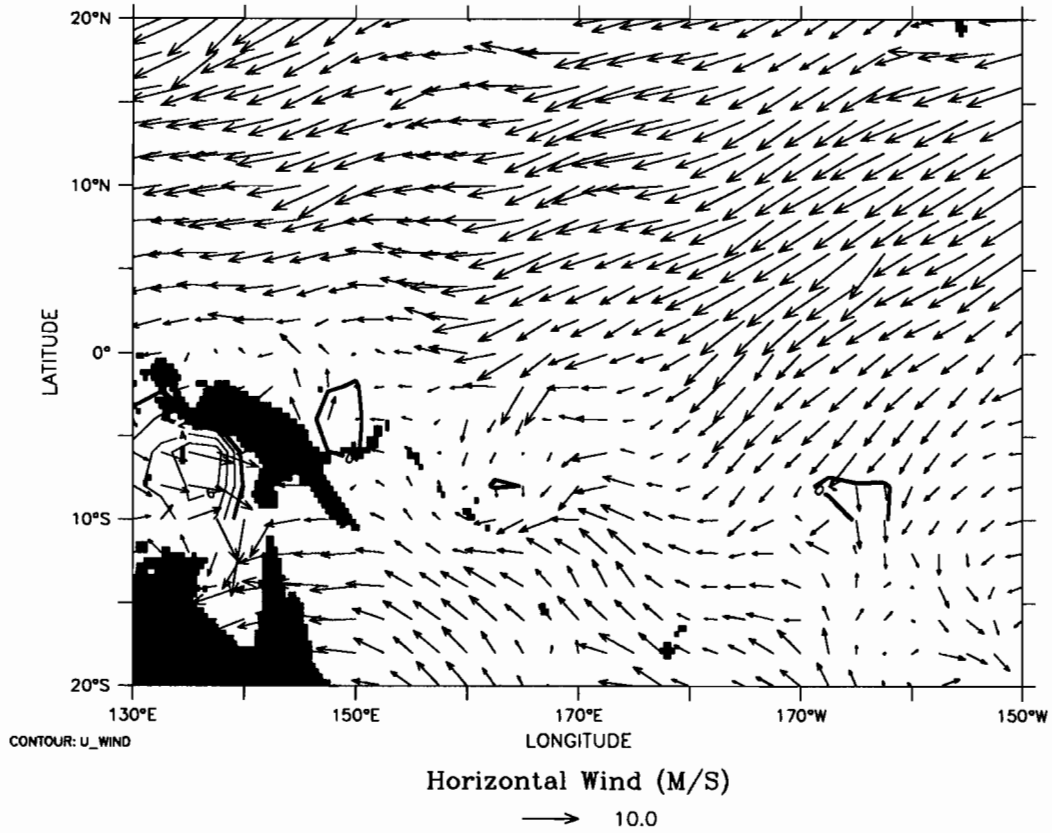 20°N
10°N
0°
10°S
20°S
LATITUDE
130°E 150°E 170°E 170°W 150°W
CONTOUR: U_WIND
LONGITUDE
Horizontal Wind (M/S)
10.0